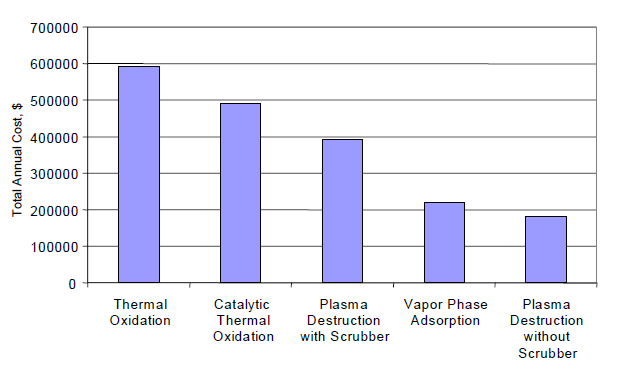 700000
600000
500000
400000
300000
200000
100000
0
Total Annual Cost, $
Thermal
Oxidation
Catalytic
Thermal
Oxidation
Plasma
Destruction
with Scrubber
Vapor Phase
Adsorption
Plasma
Destruction
without
Scrubber